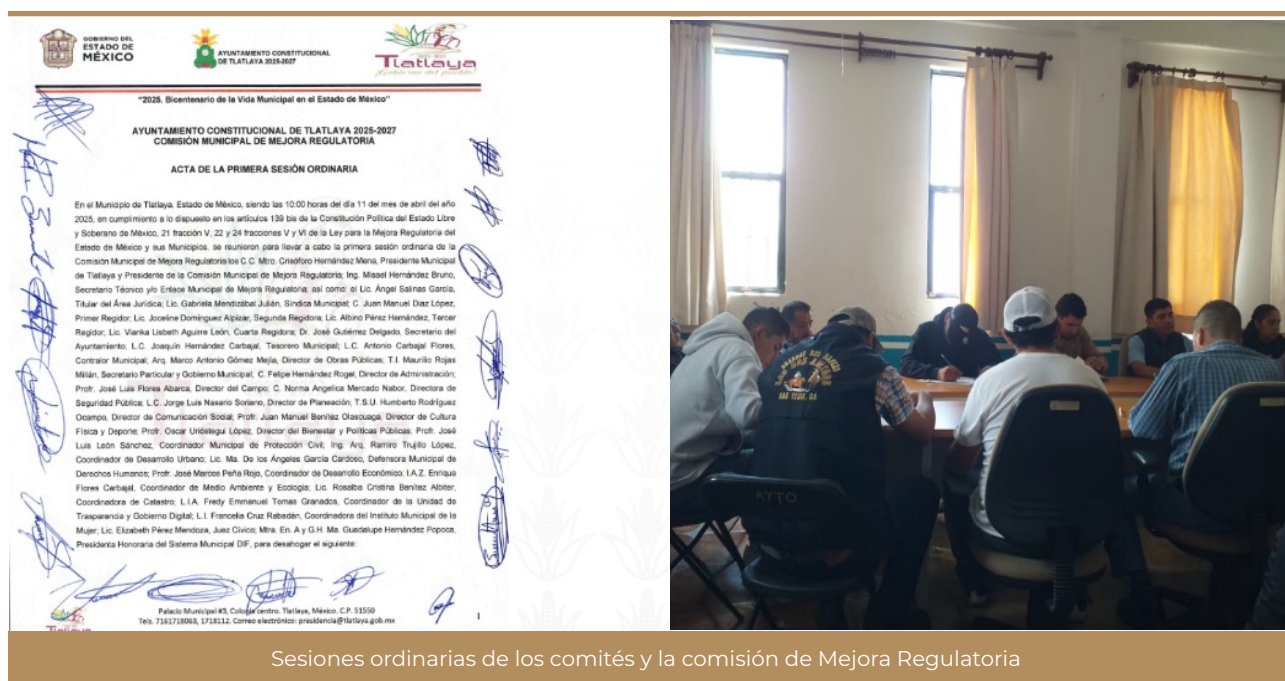 GOBIERNO DEL
ESTADO DE
MÉXICO
AYUNTAMIENTO CONSTITUCIONAL
DE TLATLAYA 2025-2027
Tlatlaya
"2025. Bicentenario de la Vida Municipal en el Estado de México"
AYUNTAMIENTO CONSTITUCIONAL DE TLATLAYA 2025-2027
COMISIÓN MUNICIPAL DE MEJORA REGULATORIA
ACTA DE LA PRIMERA SESIÓN ORDINARIA
En el Municipio de Tlatlaya, Estado de México, siendo las 10:00 horas del día 11 del mes de abril del año
2025, en cumplimiento a lo dispuesto en los artículos 139 bis de la Constitución Política del Estado Libre
y Soberano de México, 21 fracción V, 22 y 24 fracciones V y VI de la Ley para la Mejora Regulatoria del
Estado de México y sus Municipios, se reunieron para llevar a cabo la primera sesión ordinaria de la
Comisión Municipal de Mejora Regulatoria los C.C. Mtro. Crisóforo Hernández Mena, Presidente Municipal
de Tlatlaya y Presidente de la Comisión Municipal de Mejora Regulatoria; Ing. Misael Hernández Bruno,
Secretario Técnico y/o Enlace Municipal de Mejora Regulatoria; así como: el Lic. Ángel Salinas García,
Titular del Área Jurídica; Lic. Gabriela Mendizábal Julián, Síndica Municipal; C. Juan Manuel Diaz López,
Primer Regidor; Lic. Joceline Domínguez Alpizar, Segunda Regidora; Lic. Albino Pérez Hernández, Tercer
Regidor; Lic. Vianka Lisbeth Aguirre León, Cuarta Regidora; Dr. José Gutiérrez Delgado, Secretario del
Ayuntamiento; L.C. Joaquín Hernández Carbajal, Tesorero Municipal; L.C. Antonio Carbajal Flores,
Contralor Municipal; Arq. Marco Antonio Gómez Mejía, Director de Obras Públicas; T.I. Maurilio Rojas
Millán, Secretario Particular y Gobierno Municipal; C. Felipe Hernández Rogel, Director de Administración;
Profr. José Luis Flores Abarca, Director del Campo; C. Norma Angelica Mercado Nabor, Directora de
Seguridad Pública; L.C. Jorge Luis Nasario Soriano, Director de Planeación; T.S.U. Humberto Rodríguez
Ocampo, Director de Comunicación Social; Profr. Juan Manuel Benítez Olascuaga, Director de Cultura
Física y Deporte; Profr. Oscar Urióstegui López, Director del Bienestar y Políticas Públicas; Prof. José
Luis León Sánchez, Coordinador Municipal de Protección Civil; Ing. Arq. Ramiro Trujillo López,
Coordinador de Desarrollo Urbano; Lic. Ma. De los Ángeles García Cardoso, Defensora Municipal de
Derechos Humanos; Profr. José Marcos Peña Rojo, Coordinador de Desarrollo Económico; I.A.Z. Enrique
Flores Carbajal, Coordinador de Medio Ambiente y Ecología; Lic. Rosalba Cristina Benítez Albiter,
Coordinadora de Catastro; L.I.A. Fredy Emmanuel Tomas Granados, Coordinador de la Unidad de
Trasparencia y Gobierno Digital; L.I. Francelia Cruz Rabadán, Coordinadora del Instituto Municipal de la
Mujer; Lic. Elizabeth Pérez Mendoza, Juez Cívico; Mtra. En. A y G.H. Ma. Guadalupe Hernández Popoca,
Presidenta Honoraria del Sistema Municipal DIF, para desahogar el siguiente:
Palacio Municipal #3, Colonia centro. Tlatlaya, México. C.P. 51550
Tels. 7161718063, 1718112. Correo electrónico: presidencia@tlatlaya.gob.mx
1
SAN ANGELES
AYTO
Sesiones ordinarias de los comités y la comisión de Mejora Regulatoria